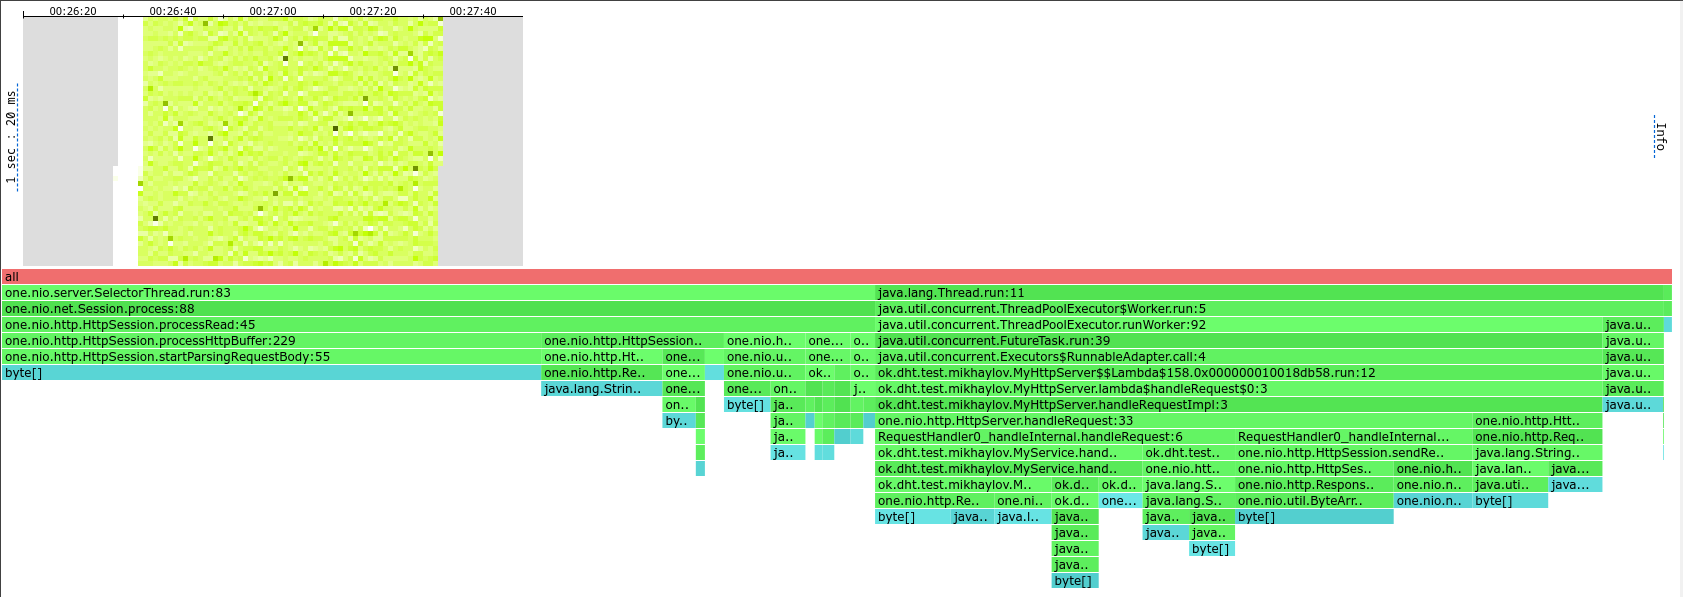 00:26:20 00:26:40 00:27:00 00:27:20 00:27:40
1 sec : 20 ms
Info
all
one.nio.server.SelectorThread.run:83 java.lang.Thread.run:11
one.nio.net.Session.process:88 java.util.concurrent.ThreadPoolExecutor$Worker.run:5
one.nio.http.HttpSession.processRead:45 java.util.concurrent.ThreadPoolExecutor.runWorker:92 java.u..
one.nio.http.HttpSession.processHttpBuffer:229 one.nio.http.HttpSession.. one.nio.h.. one... o.. java.util.concurrent.FutureTask.run:39 java.u..
one.nio.http.HttpSession.startParsingRequestBody:55 one.nio.http.Ht.. one... one.nio.u.. one... o.. java.util.concurrent.Executors$RunnableAdapter.call:4 java.u..
byte[] one.nio.http.Re.. one... one.nio.u.. ok.. o.. ok.dht.test.mikhaylov.MyHttpServer$$Lambda$158.0x000000010018db58.run:12 java.u..
java.lang.Strin.. one... one... on.. j.. ok.dht.test.mikhaylov.MyHttpServer.lambda$handleRequest$0:3 java.u..
on.. byte[] ja.. ok.dht.test.mikhaylov.MyHttpServer.handleRequestImpl:3 java.u..
by.. ja.. one.nio.http.HttpServer.handleRequest:33 one.nio.http.Htt..
ja.. RequestHandler0_handleInternal.handleRequest:6 RequestHandler0_handleInternal... one.nio.http.Req..
ja.. ok.dht.test.mikhaylov.MyService.hand.. ok.dht.test.. one.nio.http.HttpSession.sendRe.. java.lang.String..
ok.dht.test.mikhaylov.MyService.hand.. one.nio.htt.. one.nio.http.HttpSes.. one.nio.h.. java.lan.. java...
ok.dht.test.mikhaylov.M.. ok.d.. ok.d.. java.lang.S.. one.nio.http.Respons.. one.nio.n.. java.uti.. java...
one.nio.http.Re.. one.ni.. ok.d.. one... java.lang.S.. one.nio.util.ByteArr.. one.nio.n.. byte[]
byte[] java.. java.l.. java.. java.. java.. byte[]
java.. java.. java..
java.. byte[]
java..
byte[]